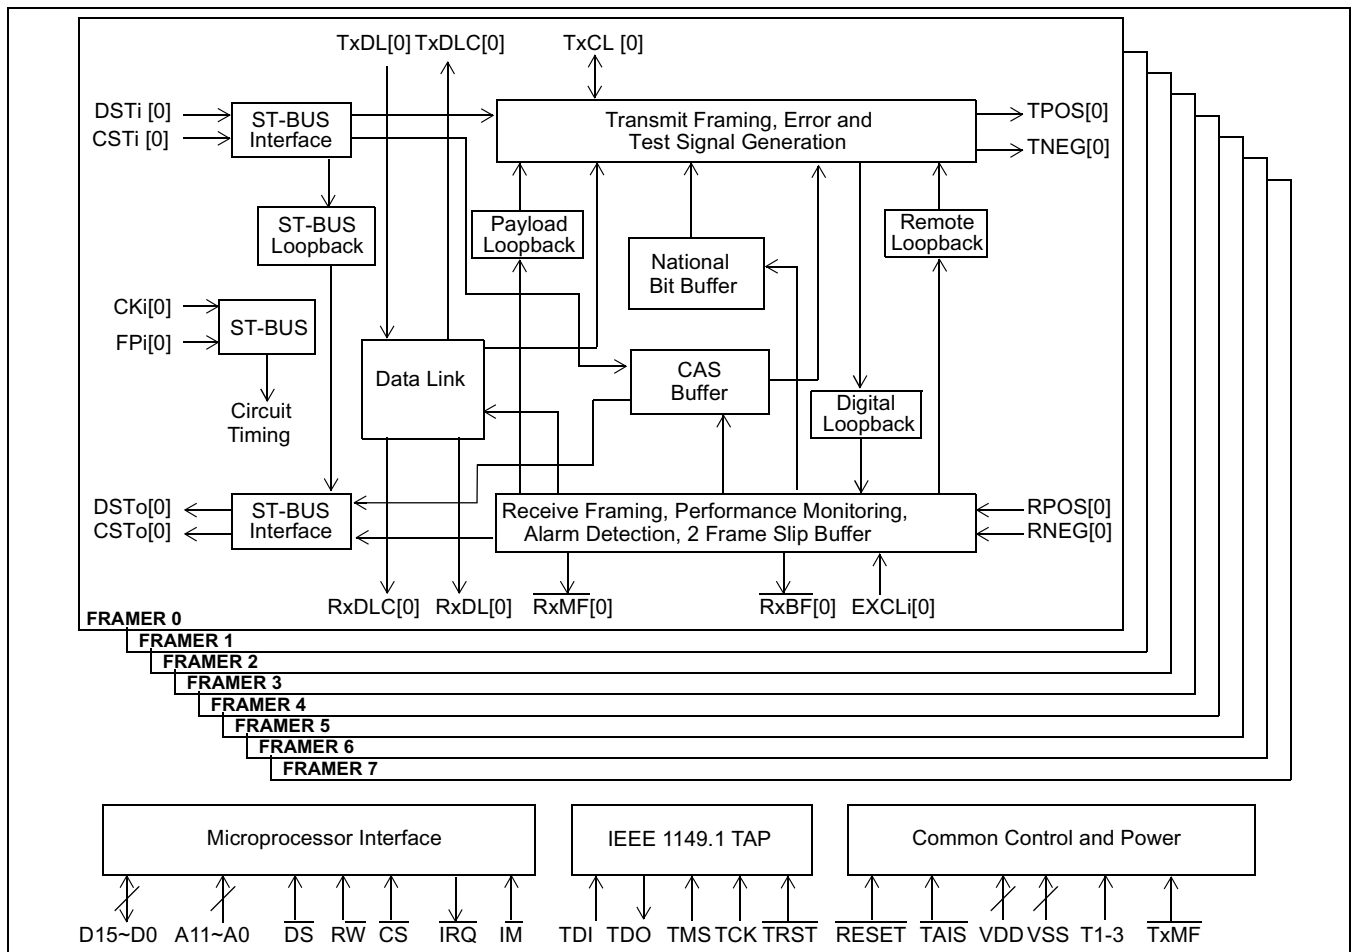 TxDL[0] TxDLC[0] TxCL [0]
DSTi [0]
CSTi [0]
ST-BUS
Interface
Transmit Framing, Error and
Test Signal Generation
TPOS[0]
TNEG[0]
ST-BUS
Loopback
Payload
Loopback
National
Bit Buffer
Remote
Loopback
CKi[0]
FPi[0]
ST-BUS
Circuit
Timing
Data Link
CAS
Buffer
Digital
Loopback
DSTo[0]
CSTo[0]
ST-BUS
Interface
Receive Framing, Performance Monitoring,
Alarm Detection, 2 Frame Slip Buffer
RPOS[0]
RNEG[0]
RxDLC[0] RxDL[0] RxMF[0] RxBF[0] EXCLi[0]
FRAMER 0
FRAMER 1
FRAMER 2
FRAMER 3
FRAMER 4
FRAMER 5
FRAMER 6
FRAMER 7
Microprocessor Interface
IEEE 1149.1 TAP
Common Control and Power
D15~D0 A11~A0 DS RW CS IRQ IM TDI TDO TMS TCK TRST RESET TAIS VDD VSS T1-3 TxMF